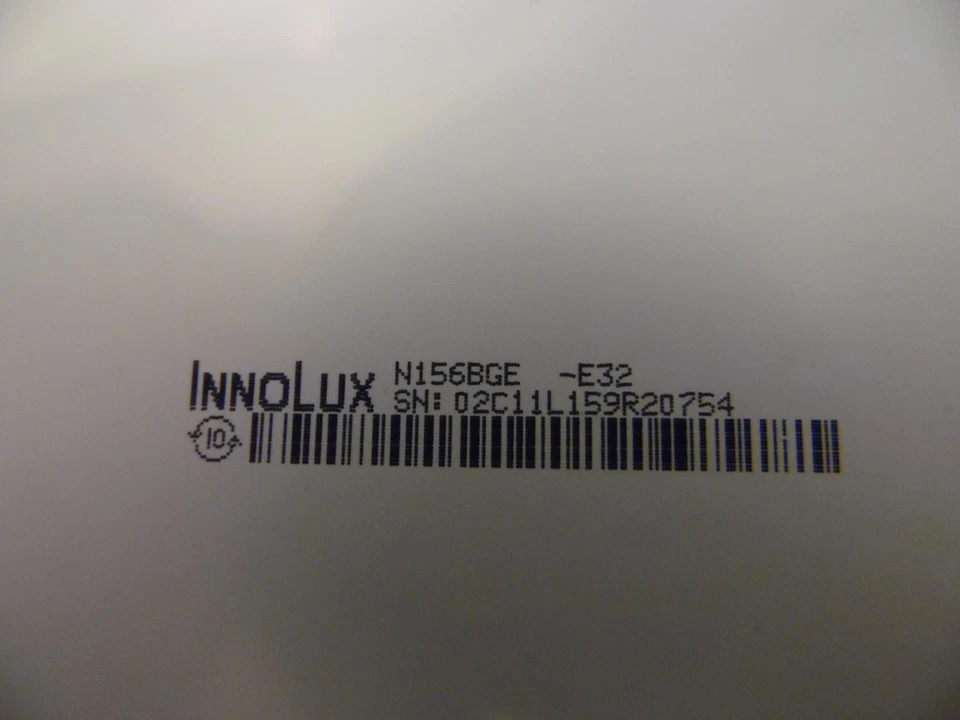 INNOLUX N156BGE -E32
SN: 02C11L159R20754
10